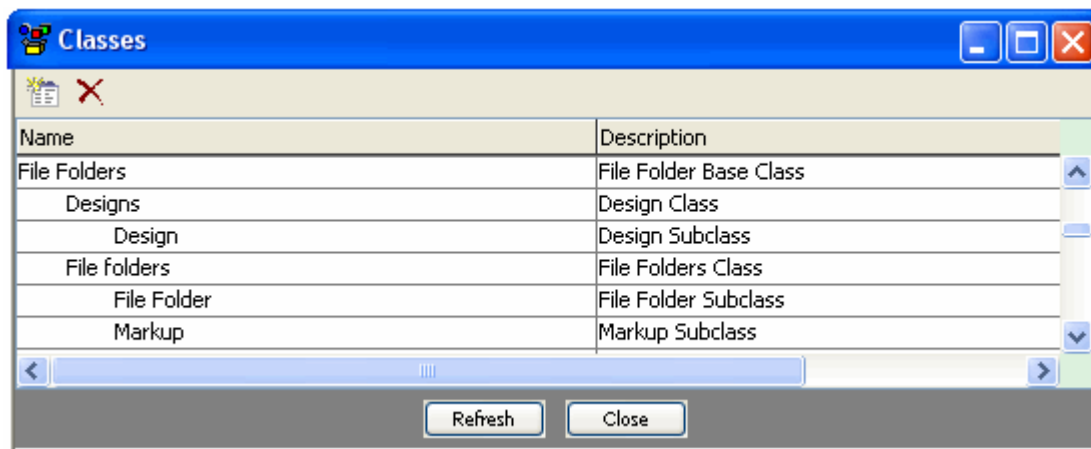 Classes
Name Description
File Folders File Folder Base Class
Designs Design Class
Design Design Subclass
File folders File Folders Class
File Folder File Folder Subclass
Markup Markup Subclass
Refresh Close